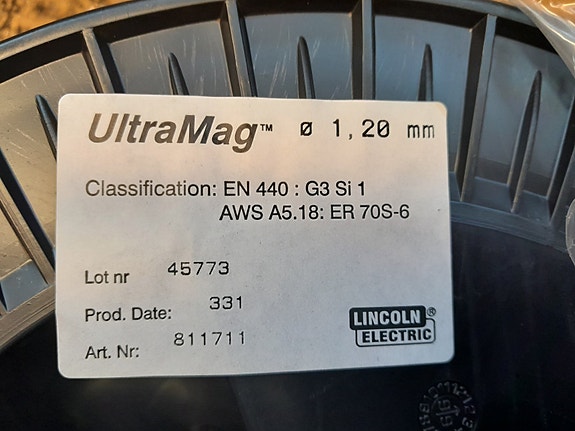 UltraMag™ ø 1,20 mm
Classification: EN 440 : G3 Si 1
AWS A5.18: ER 70S-6
Lot nr 45773
Prod. Date: 331
Art. Nr: 811711
LINCOLN®
ELECTRIC